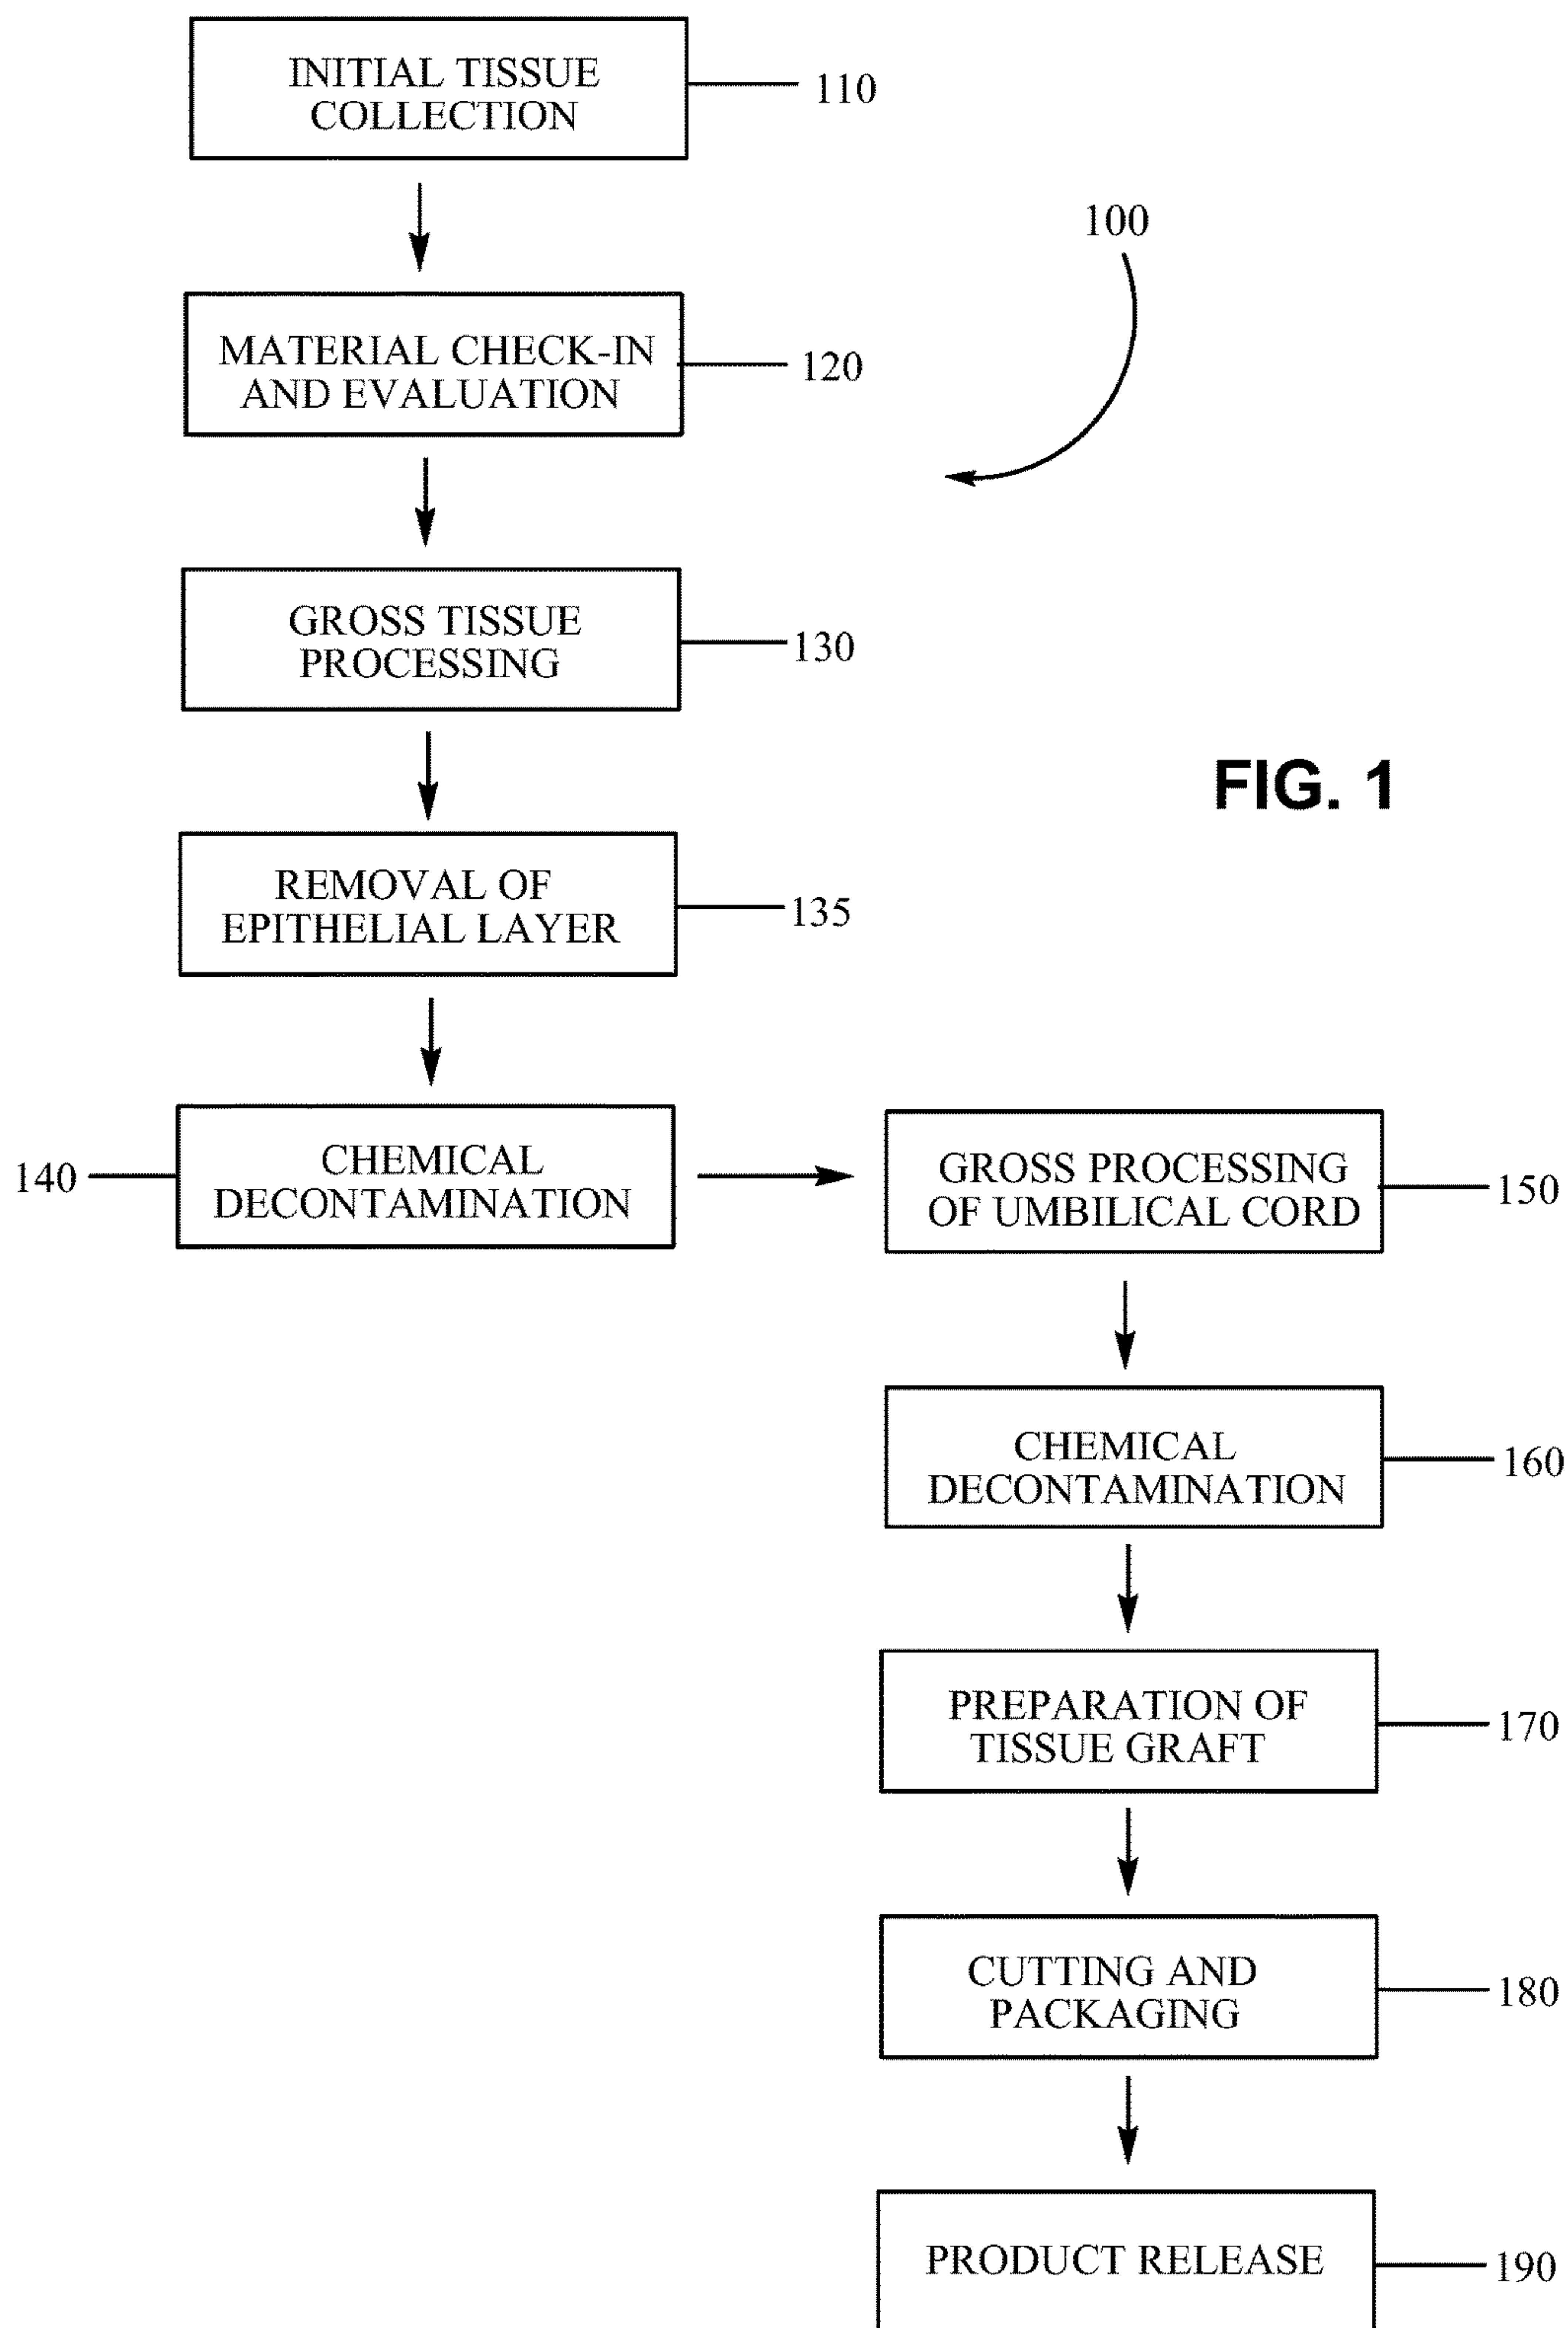 INITIAL TISSUE
COLLECTION
110
100
MATERIAL CHECK-IN
AND EVALUATION
120
GROSS TISSUE
PROCESSING
130
FIG. 1
REMOVAL OF
EPITHELIAL LAYER
135
140
CHEMICAL
DECONTAMINATION
GROSS PROCESSING
OF UMBILICAL CORD
150
CHEMICAL
DECONTAMINATION
160
PREPARATION OF
TISSUE GRAFT
170
CUTTING AND
PACKAGING
180
PRODUCT RELEASE
190